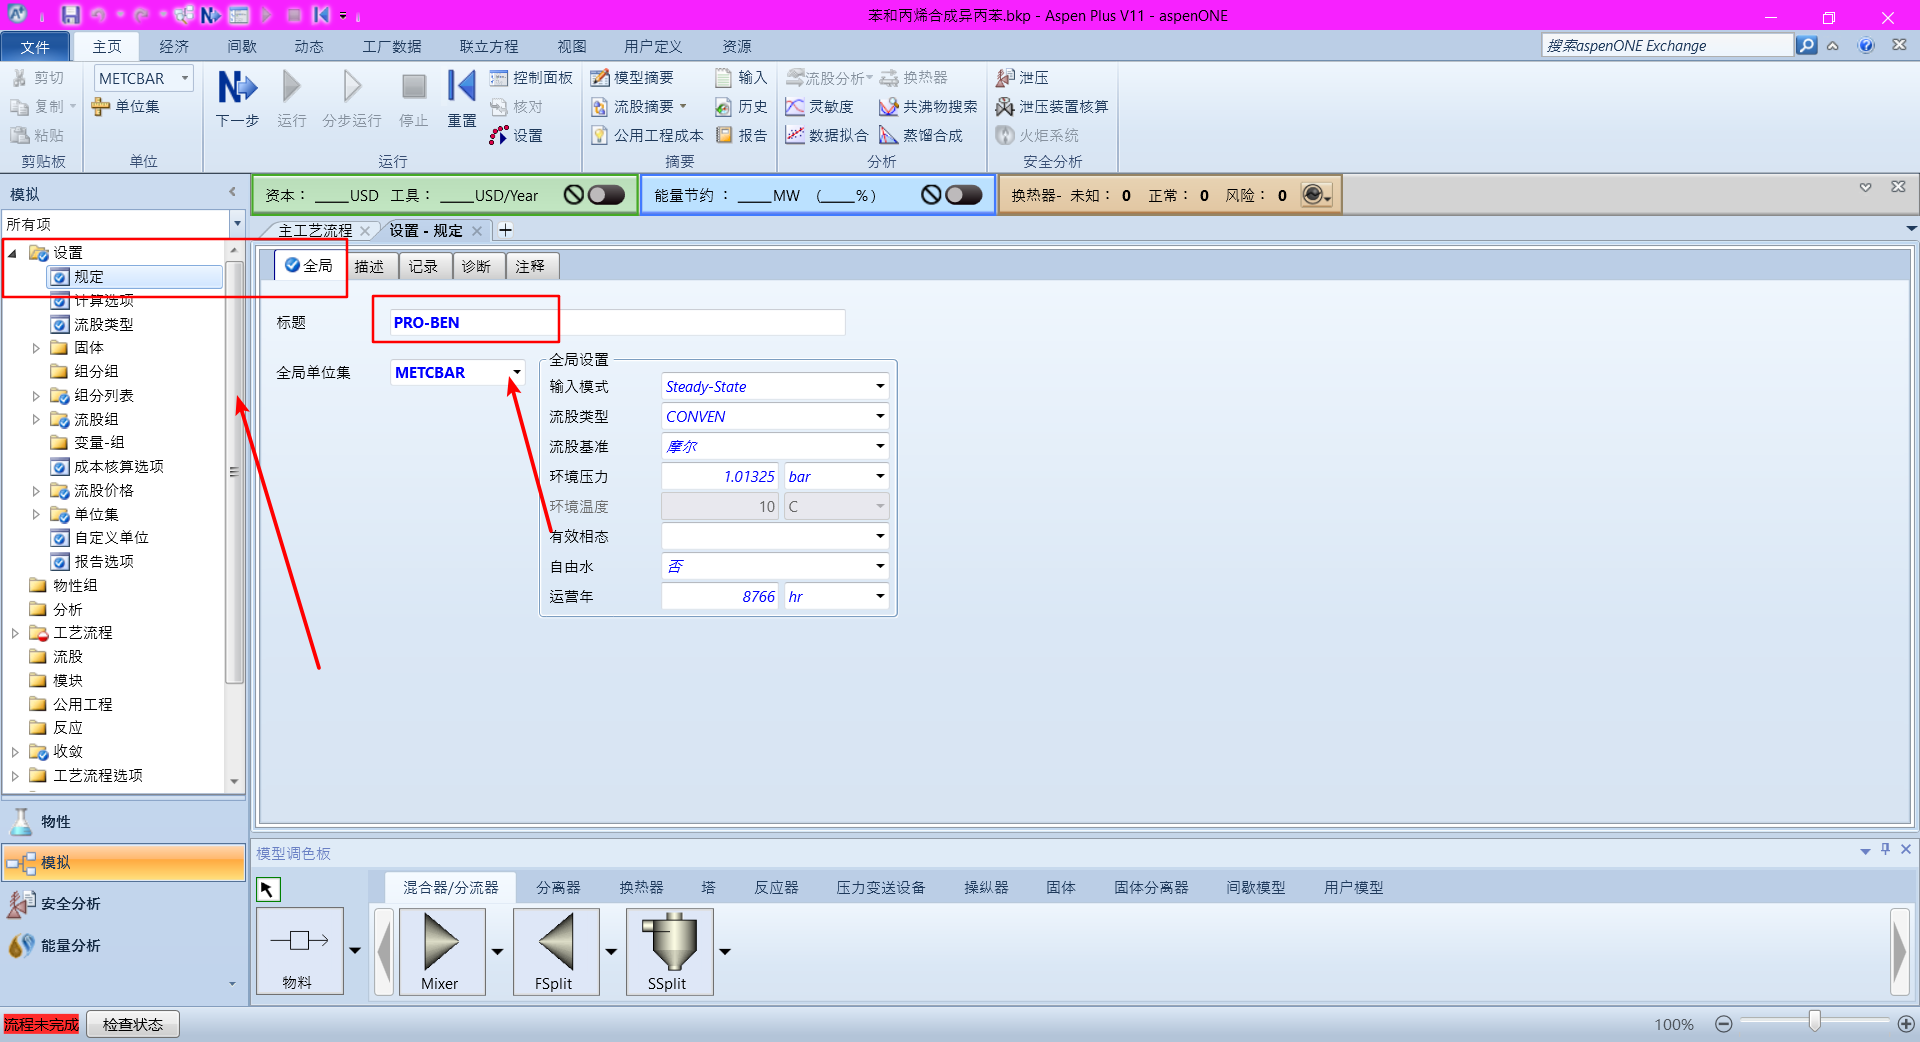 苯和丙烯合成异丙苯.bkp - Aspen Plus V11 - aspenONE
文件 主页 经济 间歇 动态 工厂数据 联立方程 视图 用户定义 资源 搜索aspenONE Exchange
剪切
复制
粘贴
剪贴板
METCBAR
单位集
单位
下一步 运行 分步运行 停止 重置
控制面板
核对
设置
运行
模型摘要
流股摘要
公用工程成本
输入
历史
报告
摘要
流股分析
灵敏度
数据拟合
换热器
共沸物搜索
蒸馏合成
分析
泄压
泄压装置核算
火炬系统
安全分析
模拟
所有项
资本： _____USD 工具： _____USD/Year
能量节约： _____MW (_____%)
换热器- 未知： 0 正常： 0 风险： 0
主工艺流程 设置 - 规定 +
设置
规定
计算选项
流股类型
固体
组分组
组分列表
流股组
变量-组
成本核算选项
流股价格
单位集
自定义单位
报告选项
物性组
分析
工艺流程
流股
模块
公用工程
反应
收敛
工艺流程选项
物性
模拟
安全分析
能量分析
全局 描述 记录 诊断 注释
标题 PRO-BEN
全局单位集 METCBAR
全局设置
输入模式 Steady-State
流股类型 CONVEN
流股基准 摩尔
环境压力 1.01325 bar
环境温度 10 C
有效相态
自由水 否
运营年 8766 hr
模型调色板
混合器/分流器 分离器 换热器 塔 反应器 压力变送设备 操纵器 固体 固体分离器 间歇模型 用户模型
物料 Mixer FSplit SSplit
流程未完成 检查状态 100%